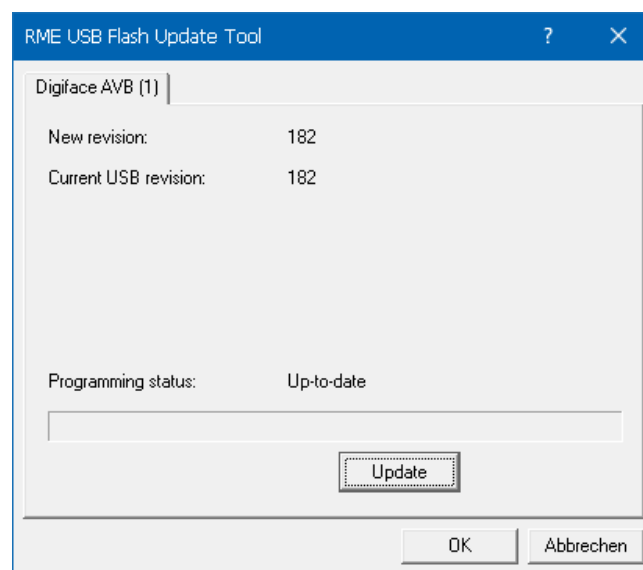 RME USB Flash Update Tool ?
Digiface AVB (1)
New revision: 182
Current USB revision: 182
Programming status: Up-to-date
Update
OK Abbrechen